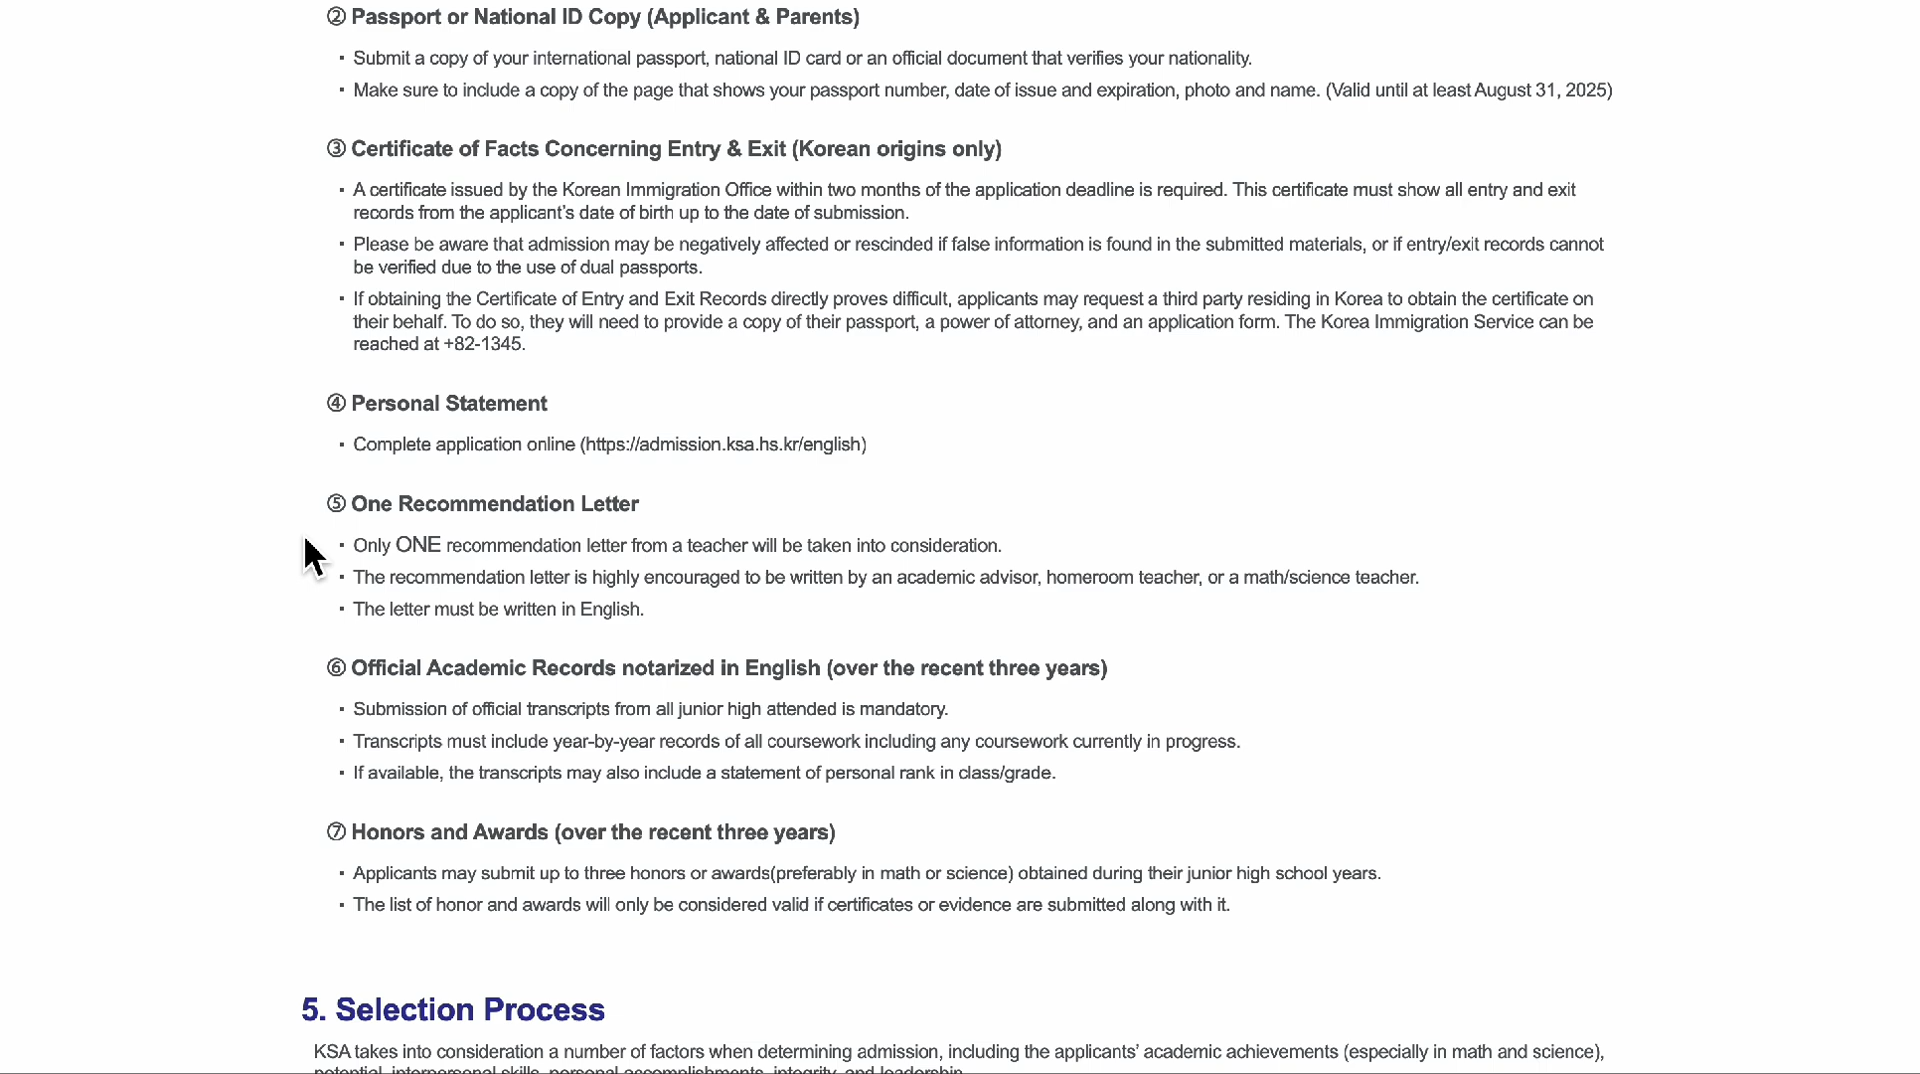 ② Passport or National ID Copy (Applicant & Parents)
▪ Submit a copy of your international passport, national ID card or an official document that verifies your nationality.
▪ Make sure to include a copy of the page that shows your passport number, date of issue and expiration, photo and name. (Valid until at least August 31, 2025)
③ Certificate of Facts Concerning Entry & Exit (Korean origins only)
▪ A certificate issued by the Korean Immigration Office within two months of the application deadline is required. This certificate must show all entry and exit
records from the applicant’s date of birth up to the date of submission.
▪ Please be aware that admission may be negatively affected or rescinded if false information is found in the submitted materials, or if entry/exit records cannot
be verified due to the use of dual passports.
▪ If obtaining the Certificate of Entry and Exit Records directly proves difficult, applicants may request a third party residing in Korea to obtain the certificate on
their behalf. To do so, they will need to provide a copy of their passport, a power of attorney, and an application form. The Korea Immigration Service can be
reached at +82-1345.
④ Personal Statement
▪ Complete application online (https://admission.ksa.hs.kr/english)
⑤ One Recommendation Letter
▪ Only ONE recommendation letter from a teacher will be taken into consideration.
▪ The recommendation letter is highly encouraged to be written by an academic advisor, homeroom teacher, or a math/science teacher.
▪ The letter must be written in English.
⑥ Official Academic Records notarized in English (over the recent three years)
▪ Submission of official transcripts from all junior high attended is mandatory.
▪ Transcripts must include year-by-year records of all coursework including any coursework currently in progress.
▪ If available, the transcripts may also include a statement of personal rank in class/grade.
⑦ Honors and Awards (over the recent three years)
▪ Applicants may submit up to three honors or awards(preferably in math or science) obtained during their junior high school years.
▪ The list of honor and awards will only be considered valid if certificates or evidence are submitted along with it.
5. Selection Process
KSA takes into consideration a number of factors when determining admission, including the applicants’ academic achievements (especially in math and science),
potential, interpersonal skills, personal accomplishments, integrity, and leadership.